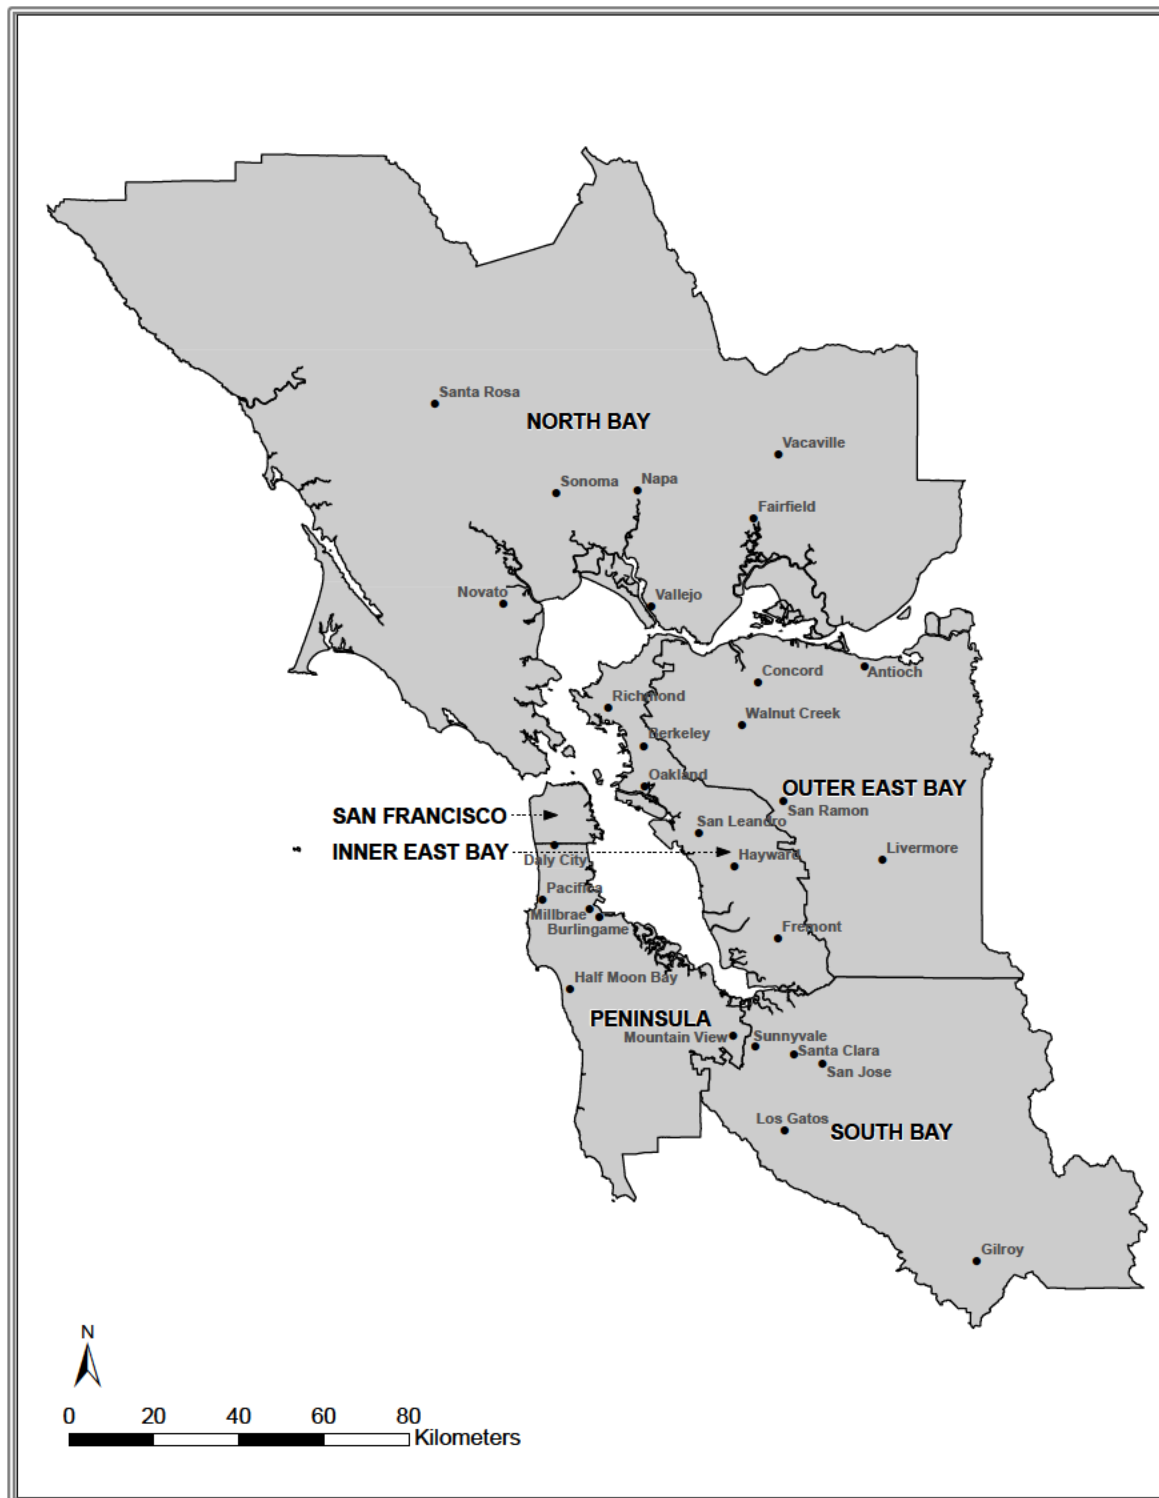 Santa Rosa
NORTH BAY
Vacaville
Sonoma
Napa
Fairfield
Novato
Vallejo
Concord
Antioch
Richmond
Walnut Creek
Berkeley
Oakland
OUTER EAST BAY
San Ramon
SAN FRANCISCO
San Leandro
INNER EAST BAY
Daly City
Hayward
Livermore
Pacifica
Millbrae
Burlingame
Fremont
Half Moon Bay
PENINSULA
Mountain View
Sunnyvale
Santa Clara
San Jose
Los Gatos
SOUTH BAY
Gilroy
N
0 20 40 60 80
Kilometers